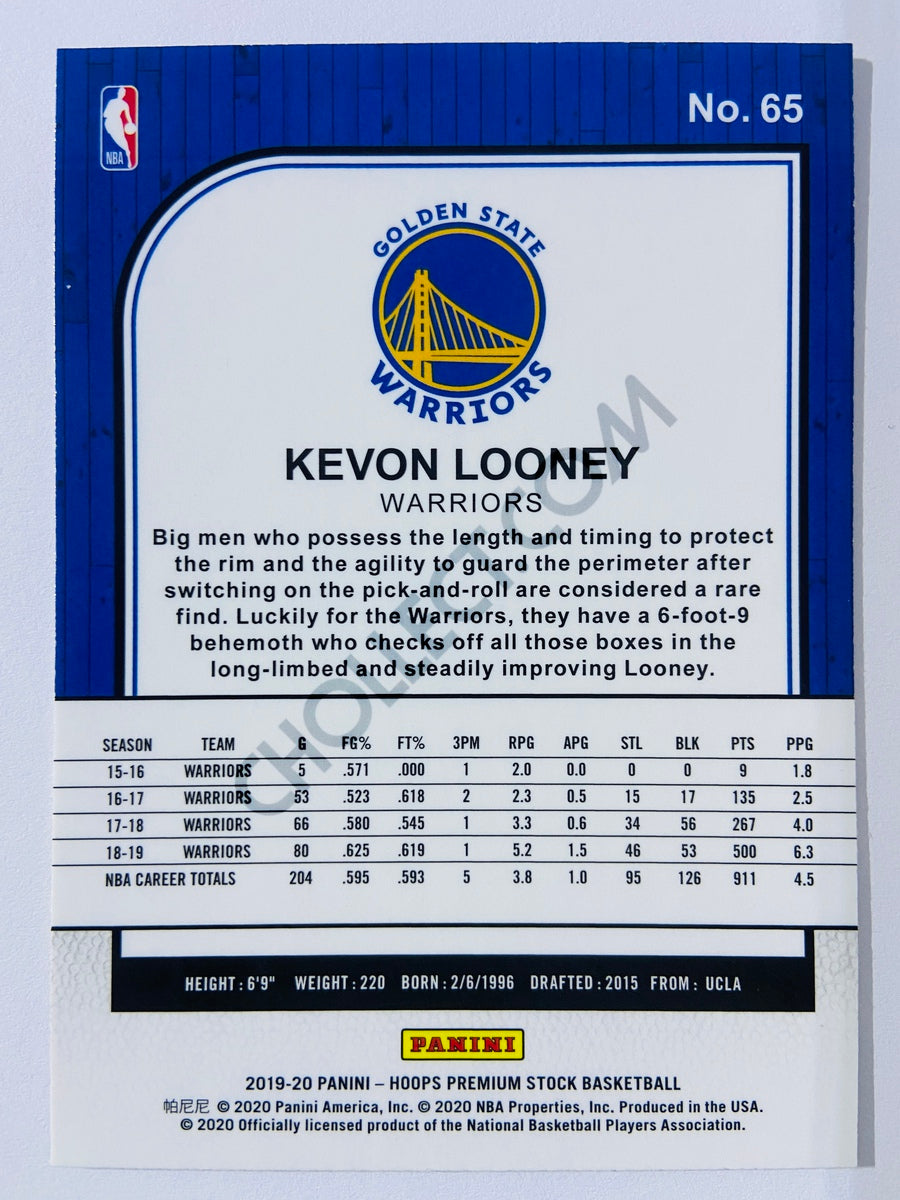 No. 65
NBA
GOLDEN STATE
WARRIORS
KEVON LOONEY
WARRIORS
Big men who possess the length and timing to protect
the rim and the agility to guard the perimeter after
switching on the pick-and-roll are considered a rare
find. Luckily for the Warriors, they have a 6-foot-9
behemoth who checks off all those boxes in the
long-limbed and steadily improving Looney.
CHOLLECT.COM
SEASON TEAM G FG% FT% 3PM RPG APG STL BLK PTS PPG
15-16 WARRIORS 5 .571 .000 1 2.0 0.0 0 0 9 1.8
16-17 WARRIORS 53 .523 .618 2 2.3 0.5 15 17 135 2.5
17-18 WARRIORS 66 .580 .545 1 3.3 0.6 34 56 267 4.0
18-19 WARRIORS 80 .625 .619 1 5.2 1.5 46 53 500 6.3
NBA CAREER TOTALS 204 .595 .593 5 3.8 1.0 95 126 911 4.5
HEIGHT: 6'9" WEIGHT: 220 BORN: 2/6/1996 DRAFTED: 2015 FROM: UCLA
PANINI
2019-20 PANINI – HOOPS PREMIUM STOCK BASKETBALL
帕尼尼 © 2020 Panini America, Inc. © 2020 NBA Properties, Inc. Produced in the USA.
© 2020 Officially licensed product of the National Basketball Players Association.